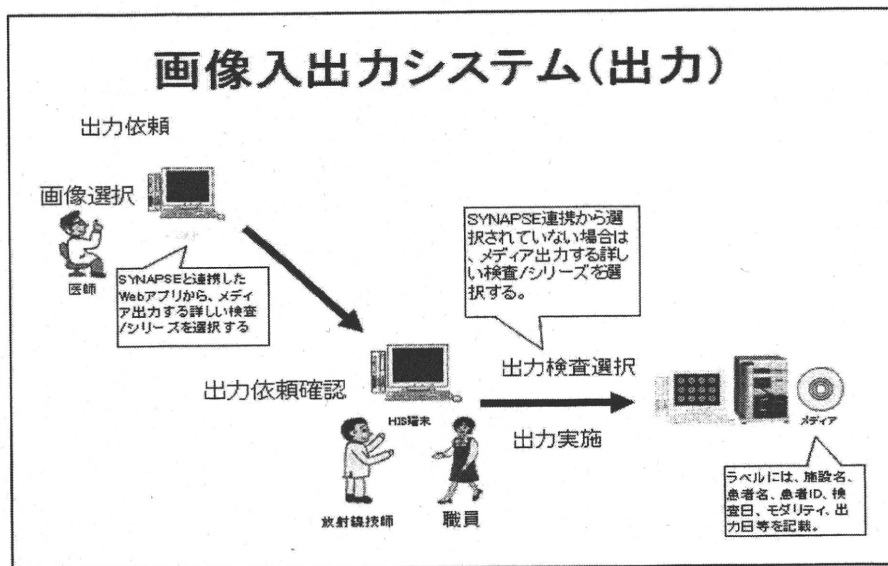 画像入出力システム(出力)
出力依頼
画像選択
医師
SYNAPSEと連携した
Webアプリから、メディ
ア出力する詳しい検査
/シリーズを選択する
SYNAPSE連携から選
択されていない場合は
、メディア出力する詳し
い検査/シリーズを選
択する。
出力依頼確認
HIS端末
放射線技師
職員
出力検査選択
出力実施
メディア
ラベルには、施設名、
患者名、患者ID、検
査日、モダリティ、出
力日等を記載。